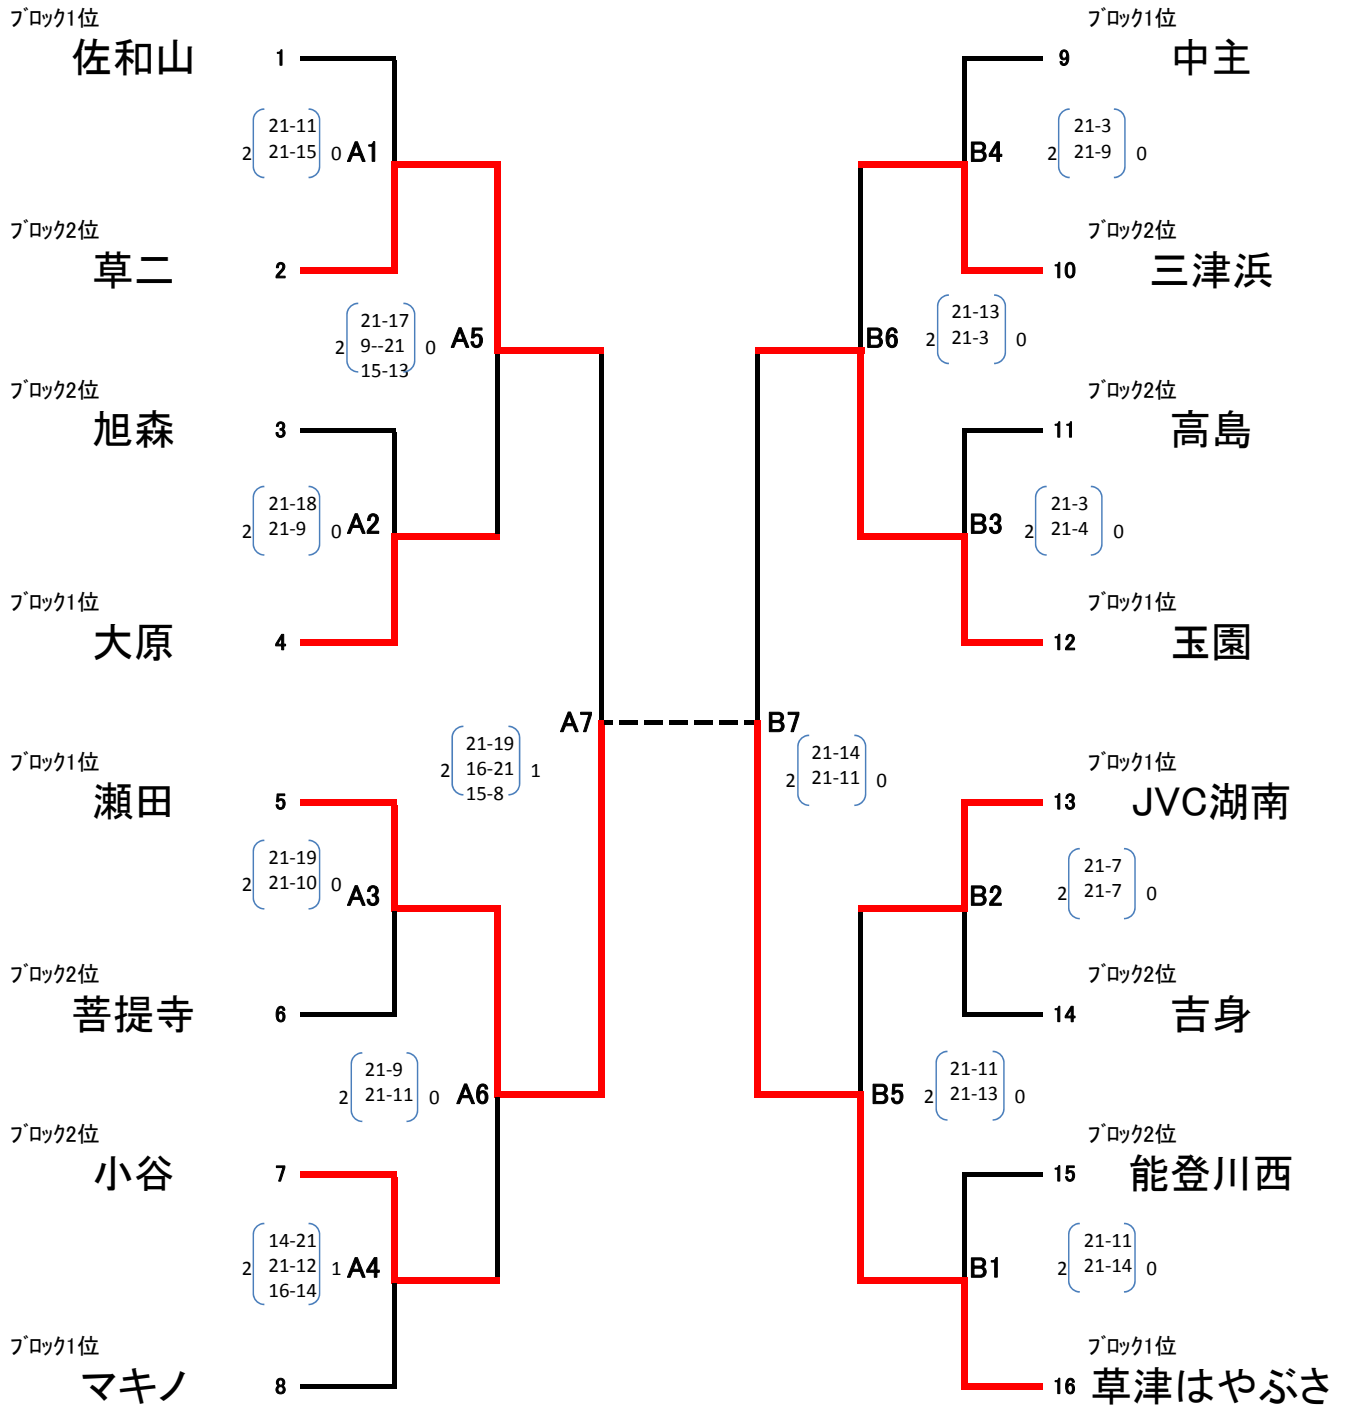 ブロック1位
佐和山 1
21-11
2 21-15 0 A1
ブロック2位
草二 2
21-17
2 9--21 0 A5
15-13
ブロック2位
旭森 3
21-18
2 21-9 0 A2
ブロック1位
大原 4
A7
21-19
2 16-21 1
15-8
ブロック1位
瀬田 5
21-19
2 21-10 0 A3
ブロック2位
菩提寺 6
21-9
2 21-11 0 A6
ブロック2位
小谷 7
14-21
2 21-12 1 A4
16-14
ブロック1位
マキノ 8
ブロック1位
9 中主
21-3
B4 2 21-9 0
ブロック2位
10 三津浜
21-13
B6 2 21-3 0
ブロック2位
11 高島
21-3
B3 2 21-4 0
ブロック1位
12 玉園
B7
21-14
2 21-11 0
ブロック1位
13 JVC湖南
21-7
B2 2 21-7 0
ブロック2位
14 吉身
21-11
B5 2 21-13 0
ブロック2位
15 能登川西
21-11
B1 2 21-14 0
ブロック1位
16 草津はやぶさ